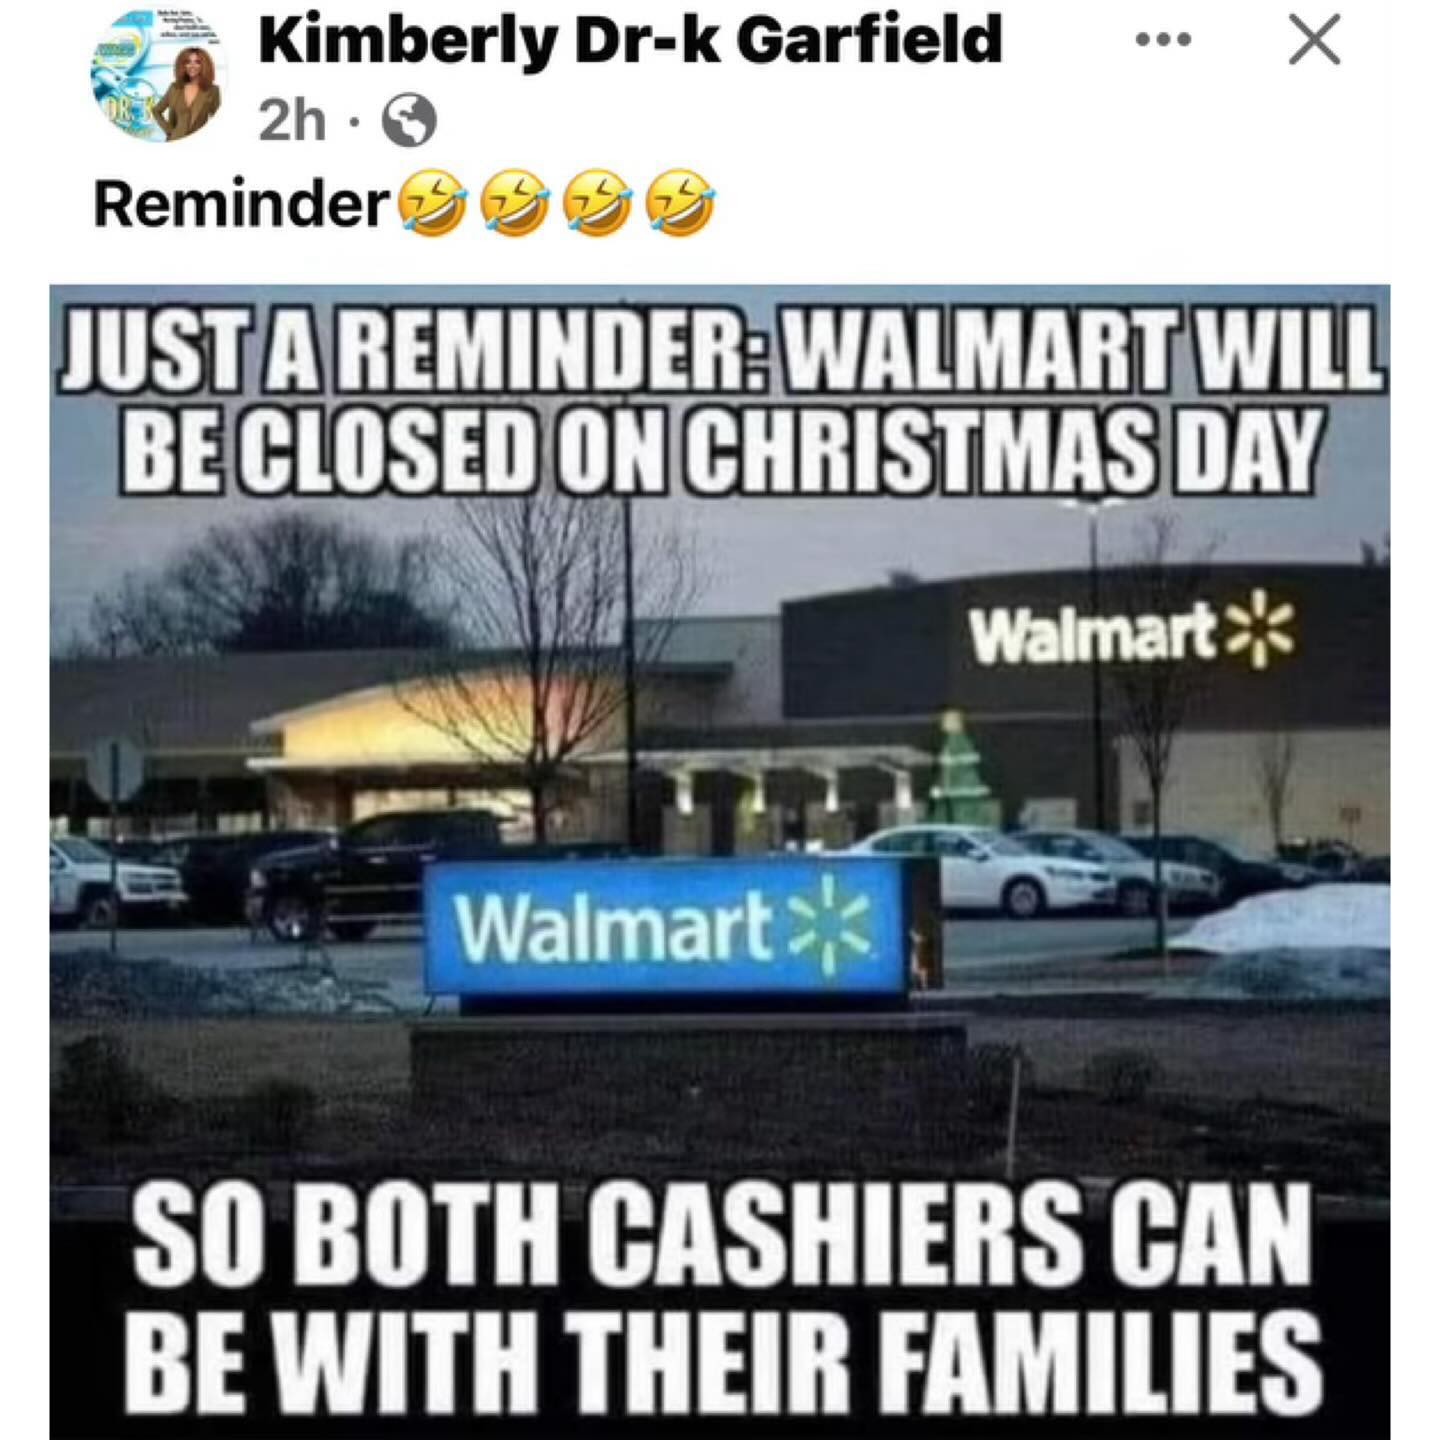 Kimberly Dr-k Garfield
2h ·
Reminder🤣🤣🤣🤣
JUST A REMINDER: WALMART WILL
BE CLOSED ON CHRISTMAS DAY
Walmart
Walmart
SO BOTH CASHIERS CAN
BE WITH THEIR FAMILIES